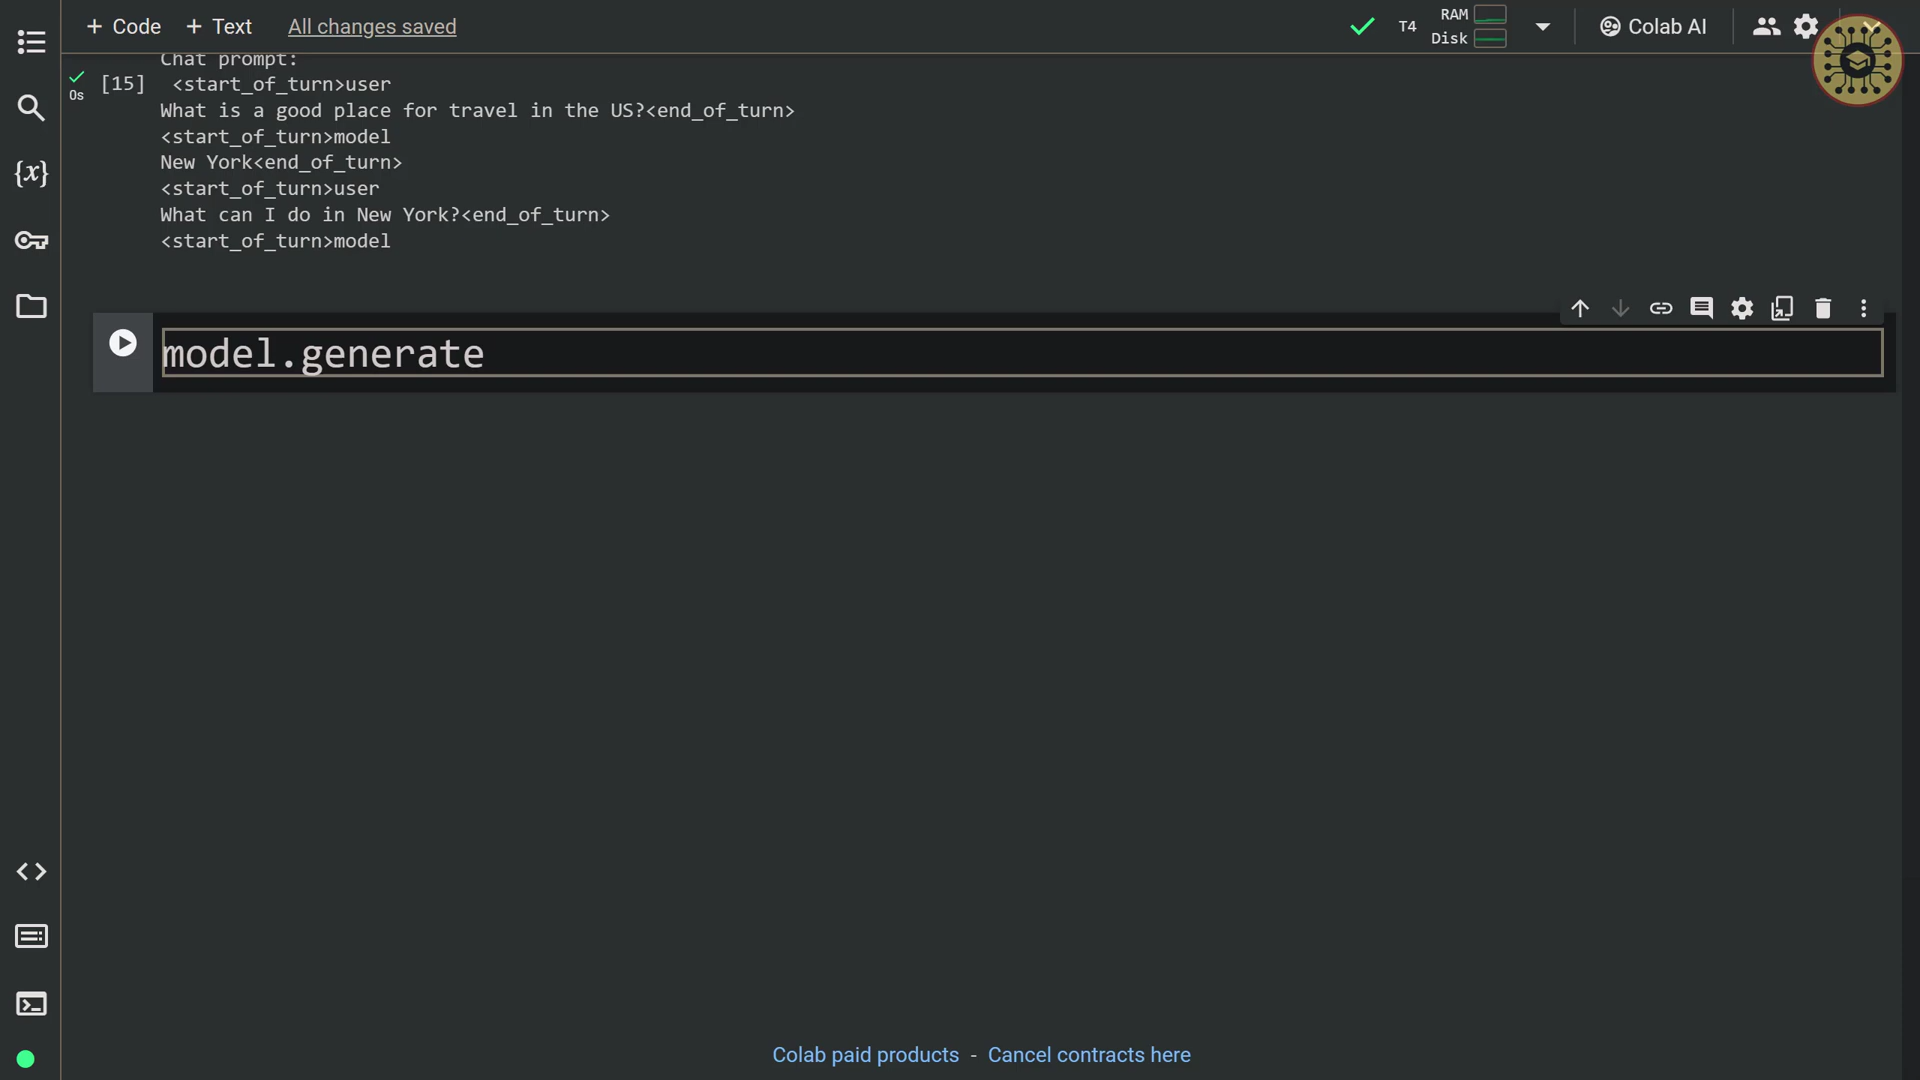 + Code + Text All changes saved
T4 RAM Disk Colab AI
Chat prompt:
0s [15] <start_of_turn>user
What is a good place for travel in the US?<end_of_turn>
<start_of_turn>model
New York<end_of_turn>
<start_of_turn>user
What can I do in New York?<end_of_turn>
<start_of_turn>model
{x}
model.generate
Colab paid products - Cancel contracts here